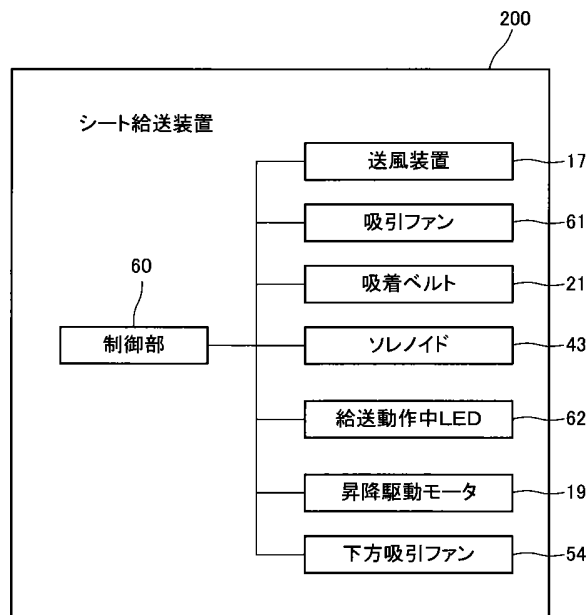 200
シート給送装置
送風装置 17
吸引ファン 61
吸着ベルト 21
60
制御部
ソレノイド 43
給送動作中LED 62
昇降駆動モータ 19
下方吸引ファン 54